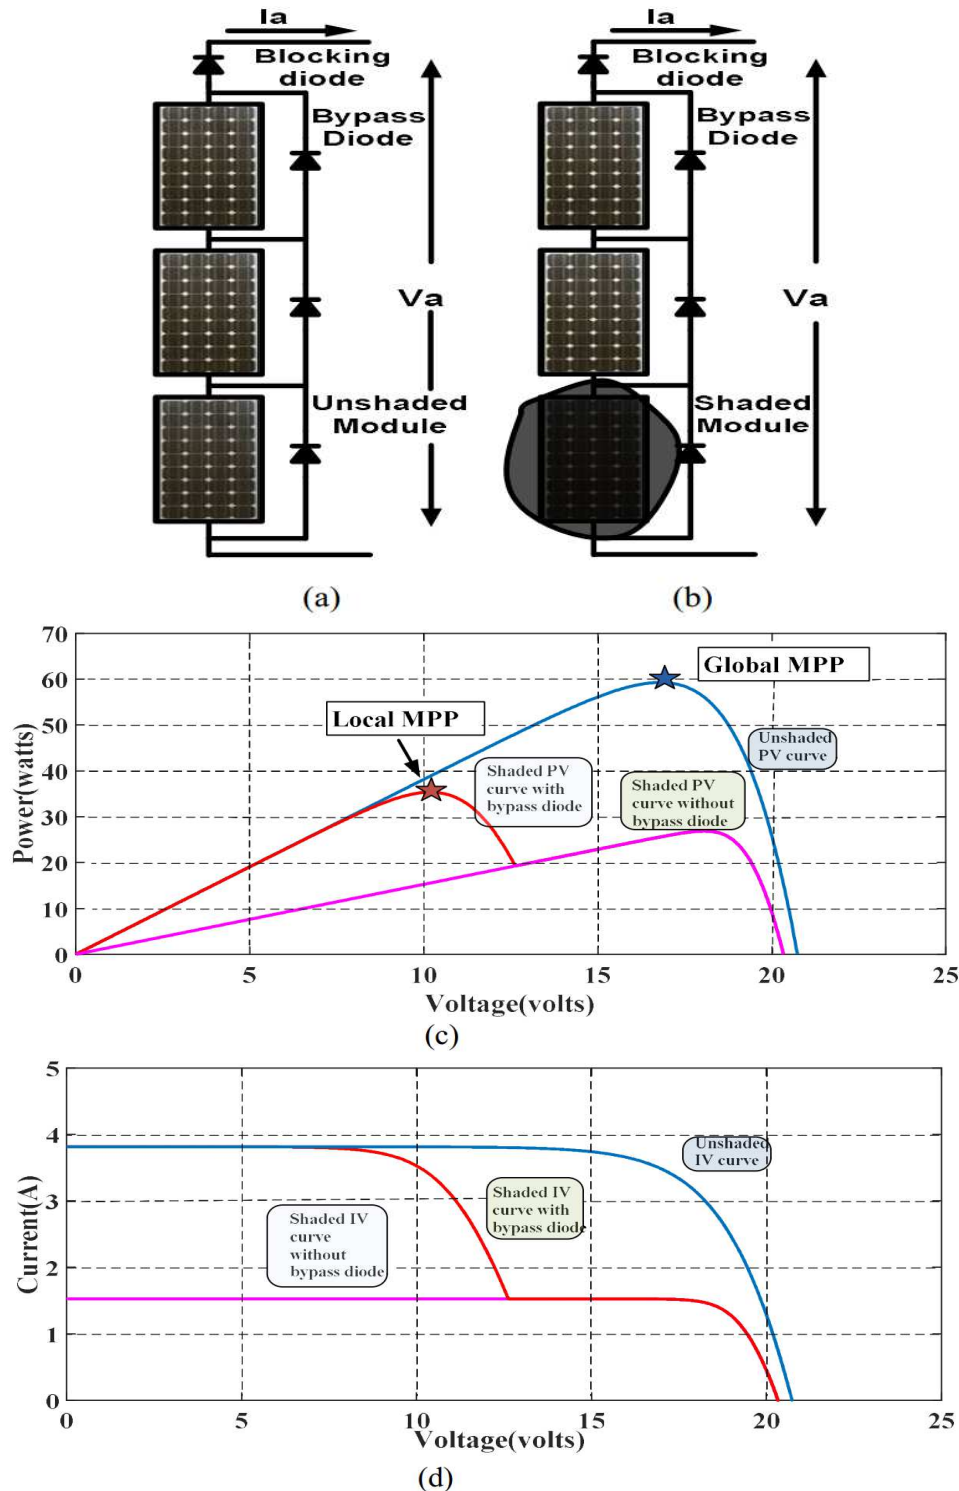 Ia
Blocking
diode
Bypass
Diode
Va
Unshaded
Module
(a)
Ia
Blocking
diode
Bypass
Diode
Va
Shaded
Module
(b)
70
60
50
40
30
20
10
0
Power(watts)
Global MPP
Local MPP
Unshaded
PV curve
Shaded PV
curve with
bypass diode
Shaded PV
curve without
bypass diode
0
5
10
15
20
25
Voltage(volts)
(c)
5
4
3
2
1
0
Current(A)
Unshaded
IV curve
Shaded IV
curve with
bypass diode
Shaded IV
curve
without
bypass diode
0
5
10
15
20
25
Voltage(volts)
(d)